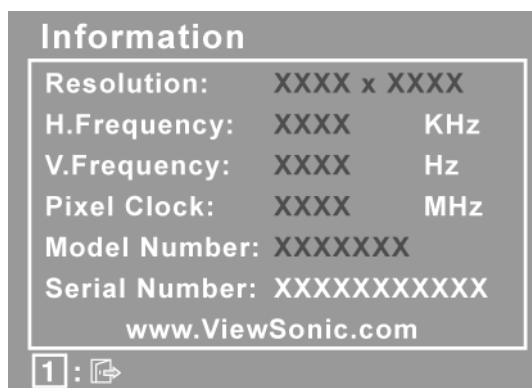 Information
Resolution: XXXX x XXXX
H.Frequency: XXXX KHz
V.Frequency: XXXX Hz
Pixel Clock: XXXX MHz
Model Number: XXXXXXX
Serial Number: XXXXXXXXXXX
www.ViewSonic.com
1 :